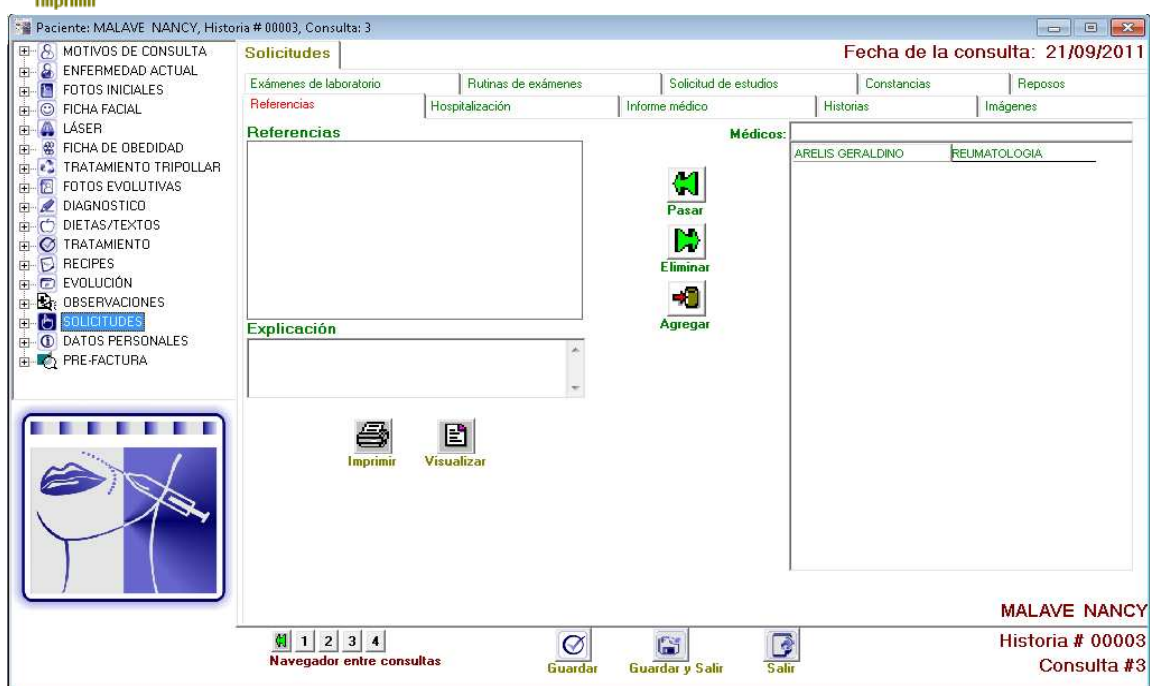 Imprimir
Paciente: MALAVE NANCY, Historia # 00003, Consulta: 3
MOTIVOS DE CONSULTA
ENFERMEDAD ACTUAL
FOTOS INICIALES
FICHA FACIAL
LÁSER
FICHA DE OBEDIDAD
TRATAMIENTO TRIPOLLAR
FOTOS EVOLUTIVAS
DIAGNOSTICO
DIETAS/TEXTOS
TRATAMIENTO
RECIPES
EVOLUCIÓN
OBSERVACIONES
SOLICITUDES
DATOS PERSONALES
PRE-FACTURA
Solicitudes
Fecha de la consulta: 21/09/2011
Exámenes de laboratorio Rutinas de exámenes Solicitud de estudios Constancias Reposos
Referencias Hospitalización Informe médico Historias Imágenes
Referencias
Médicos:
ARELIS GERALDINO REUMATOLOGIA
Pasar
Eliminar
Agregar
Explicación
Imprimir Visualizar
MALAVE NANCY
Historia # 00003
Consulta #3
1 2 3 4
Navegador entre consultas
Guardar Guardar y Salir Salir